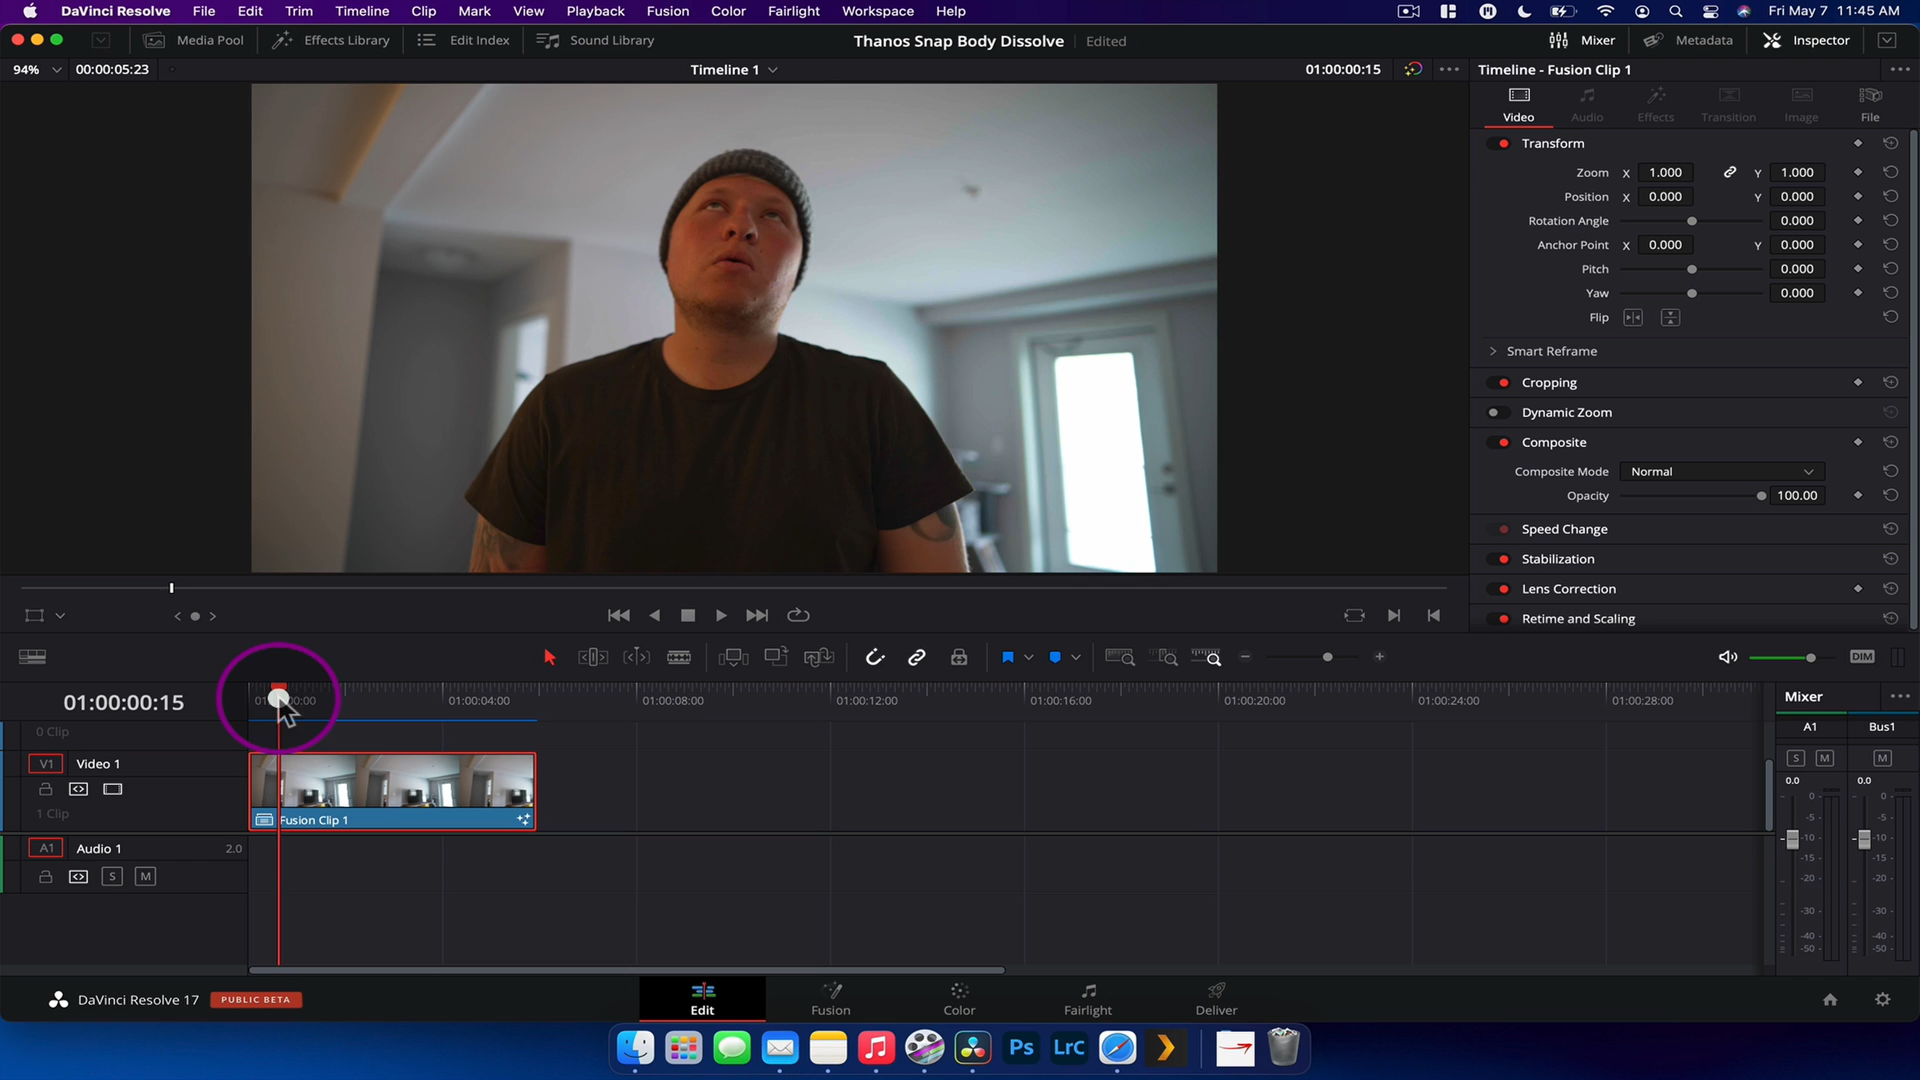 DaVinci Resolve File Edit Trim Timeline Clip Mark View Playback Fusion Color Fairlight Workspace Help Fri May 7 11:45 AM
Media Pool Effects Library Edit Index Sound Library Thanos Snap Body Dissolve Edited Mixer Metadata Inspector
94% 00:00:05:23 Timeline 1 01:00:00:15 Timeline - Fusion Clip 1
Video Audio Effects Transition Image File
Transform
Zoom X 1.000 Y 1.000
Position X 0.000 Y 0.000
Rotation Angle 0.000
Anchor Point X 0.000 Y 0.000
Pitch 0.000
Yaw 0.000
Flip
Smart Reframe
Cropping
Dynamic Zoom
Composite
Composite Mode Normal
Opacity 100.00
Speed Change
Stabilization
Lens Correction
Retime and Scaling
DIM
01:00:00:15 01:00:04:00 01:00:08:00 01:00:12:00 01:00:16:00 01:00:20:00 01:00:24:00 01:00:28:00
Mixer
0 Clip
A1 Bus1
V1 Video 1
S M M
0.0 0.0
1 Clip
Fusion Clip 1
A1 Audio 1 2.0
S M
0 0
-5 -5
-10 -10
-15 -15
-20 -20
-30 -30
-40 -40
-50 -50
DaVinci Resolve 17 PUBLIC BETA
Edit Fusion Color Fairlight Deliver
Ps LrC